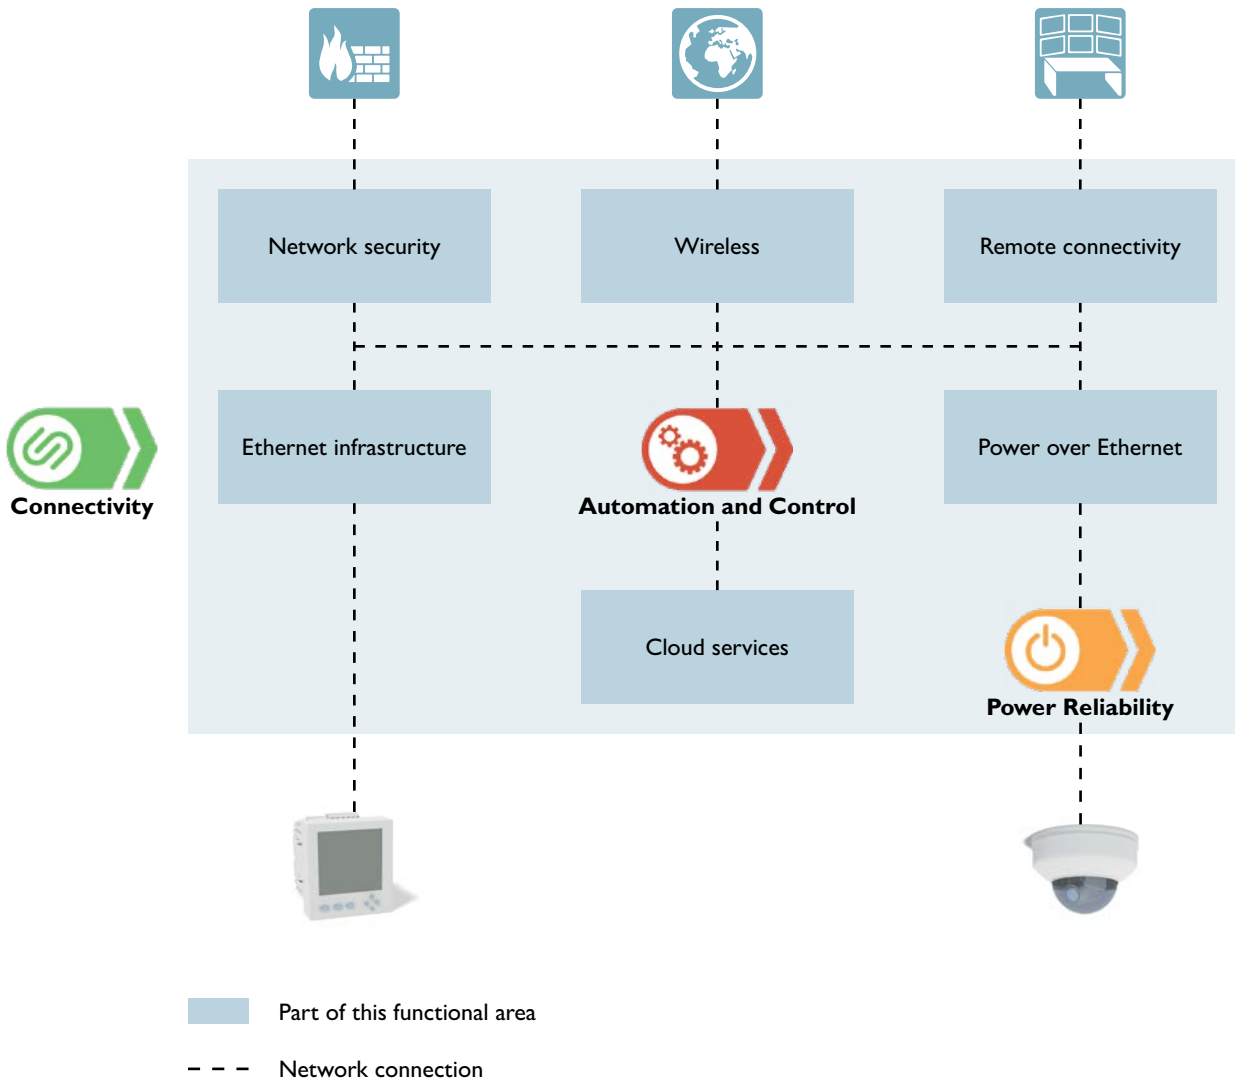 Network security
Wireless
Remote connectivity
Ethernet infrastructure
Power over Ethernet
Connectivity
Automation and Control
Cloud services
Power Reliability
Part of this functional area
Network connection